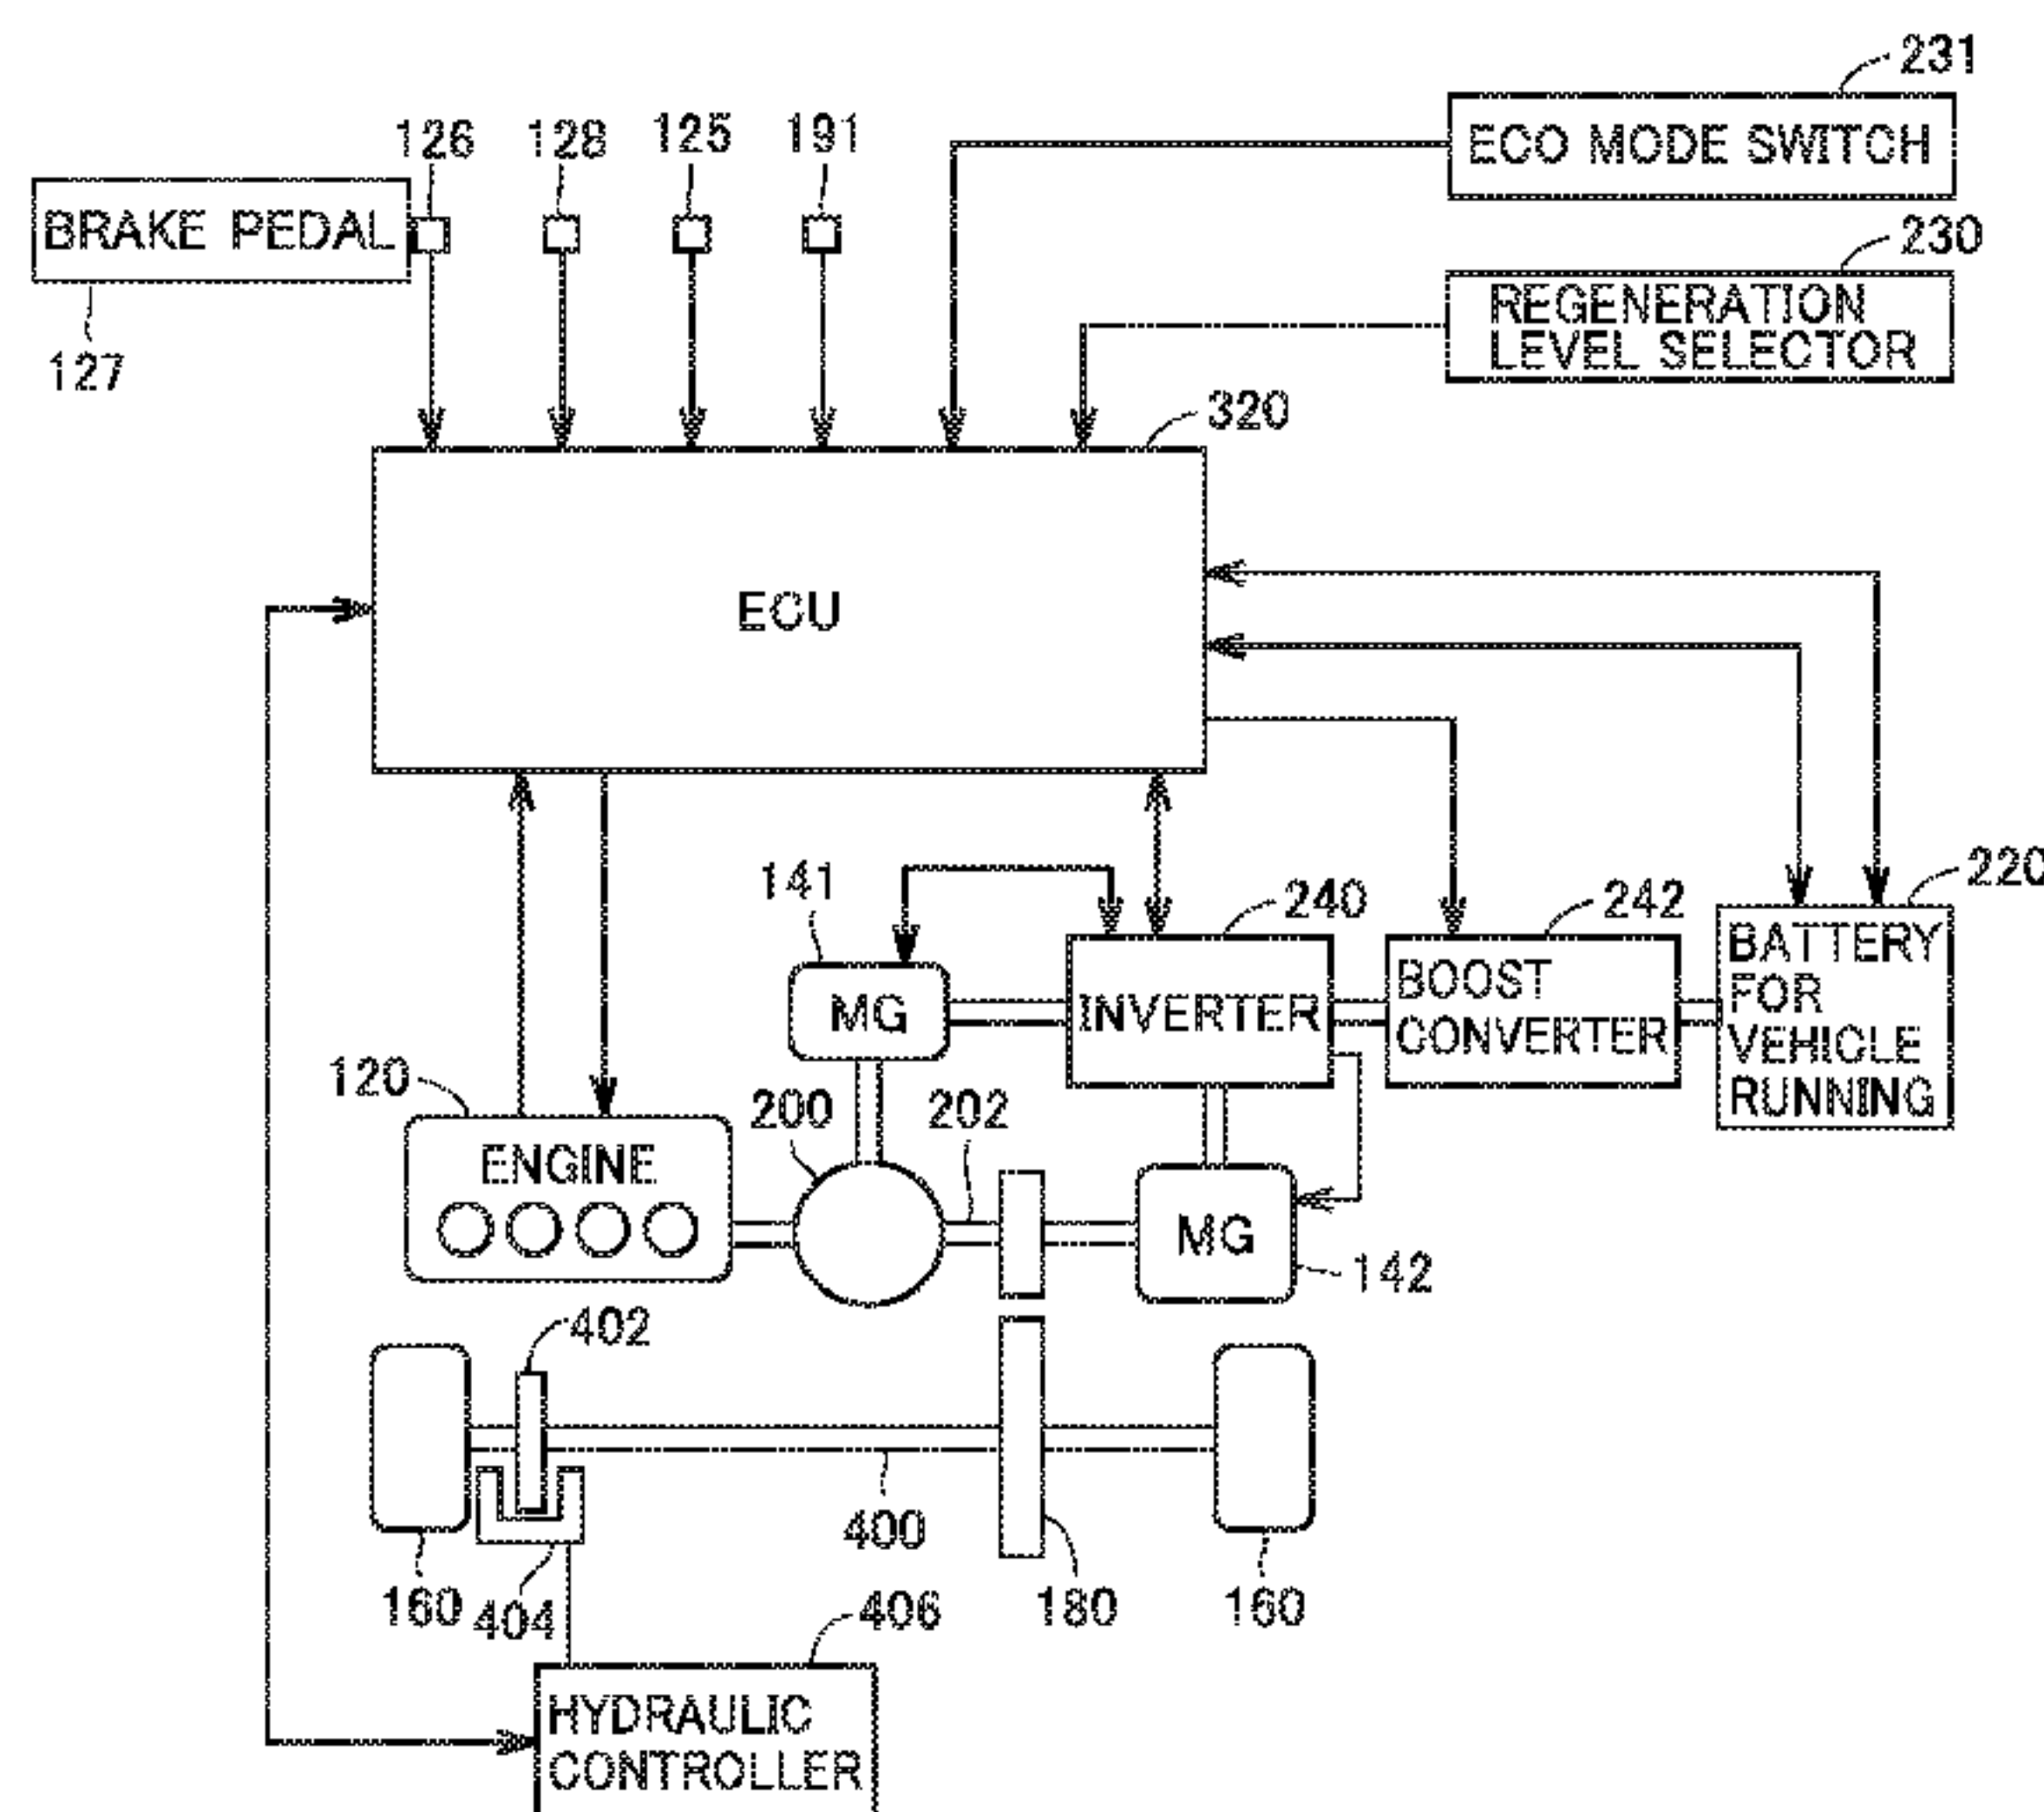 231
ECO MODE SWITCH
126
128
125
191
BRAKE PEDAL
127
230
REGENERATION
LEVEL SELECTOR
320
ECU
141
240
242
220
MG
INVERTER
BOOST
CONVERTER
BATTERY
FOR
VEHICLE
RUNNING
120
200
202
ENGINE
MG
142
402
400
160
404
180
160
406
HYDRAULIC
CONTROLLER